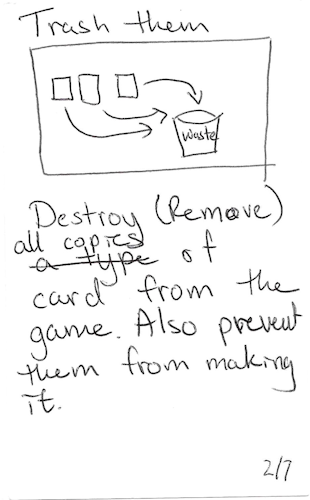 Trash them
Waste
Destroy (Remove)
all copies
a type of
card from the
game. Also prevent
them from making
it.
2/7